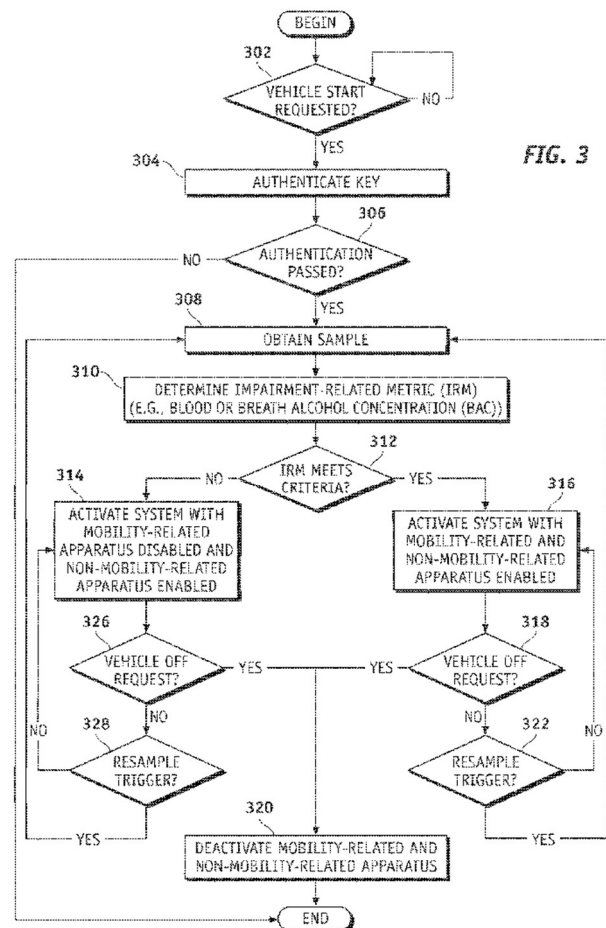 BEGIN
302
VEHICLE START
REQUESTED?
NO
YES
FIG. 3
304
AUTHENTICATE KEY
306
AUTHENTICATION
PASSED?
NO
YES
308
OBTAIN SAMPLE
310
DETERMINE IMPAIRMENT-RELATED METRIC (IRM)
(E.G., BLOOD OR BREATH ALCOHOL CONCENTRATION (BAC))
312
IRM MEETS
CRITERIA?
NO
YES
314
ACTIVATE SYSTEM WITH
MOBILITY-RELATED
APPARATUS DISABLED AND
NON-MOBILITY-RELATED
APPARATUS ENABLED
316
ACTIVATE SYSTEM WITH
MOBILITY-RELATED AND
NON-MOBILITY-RELATED
APPARATUS ENABLED
326
VEHICLE OFF
REQUEST?
YES
YES
318
VEHICLE OFF
REQUEST?
NO
NO
328
RESAMPLE
TRIGGER?
NO
YES
322
RESAMPLE
TRIGGER?
NO
YES
320
DEACTIVATE MOBILITY-RELATED AND
NON-MOBILITY-RELATED APPARATUS
END